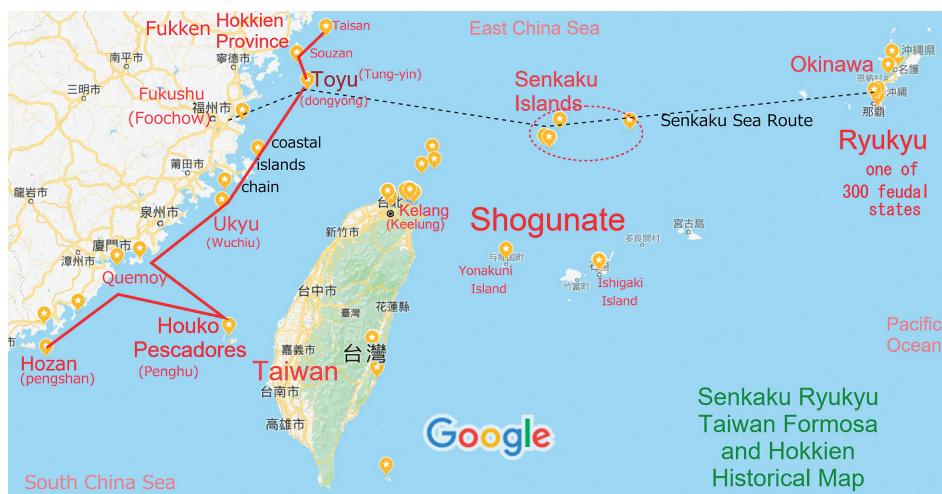 Hokkien
Province
Fukken
Taisan
East China Sea
Souzan
南平市
寧德市
Toyu (Tung-yin)
(dongyong)
三明市
Fukushu
(Foochow)
福州市
Senkaku
Islands
Senkaku Sea Route
Okinawa
沖縄県
恩納村
名護
沖縄
那覇
Ryukyu
one of
300 feudal
states
莆田市
coastal
islands
chain
龍岩市
泉州市
Ukyu
(Wuchiu)
廈門市
漳州市
Quemoy
台北
Kelang
(Keelung)
新竹市
Shogunate
宮古島
多良間村
与那国町
Yonakuni
Island
石垣
竹富町
Ishigaki
Island
台中市
花蓮縣
臺灣
Houko
Pescadores
(Penghu)
嘉義市
台灣
Taiwan
Hozan
(pengshan)
台南市
高雄市
Pacific
Ocean
Google
Senkaku Ryukyu
Taiwan Formosa
and Hokkien
Historical Map
South China Sea